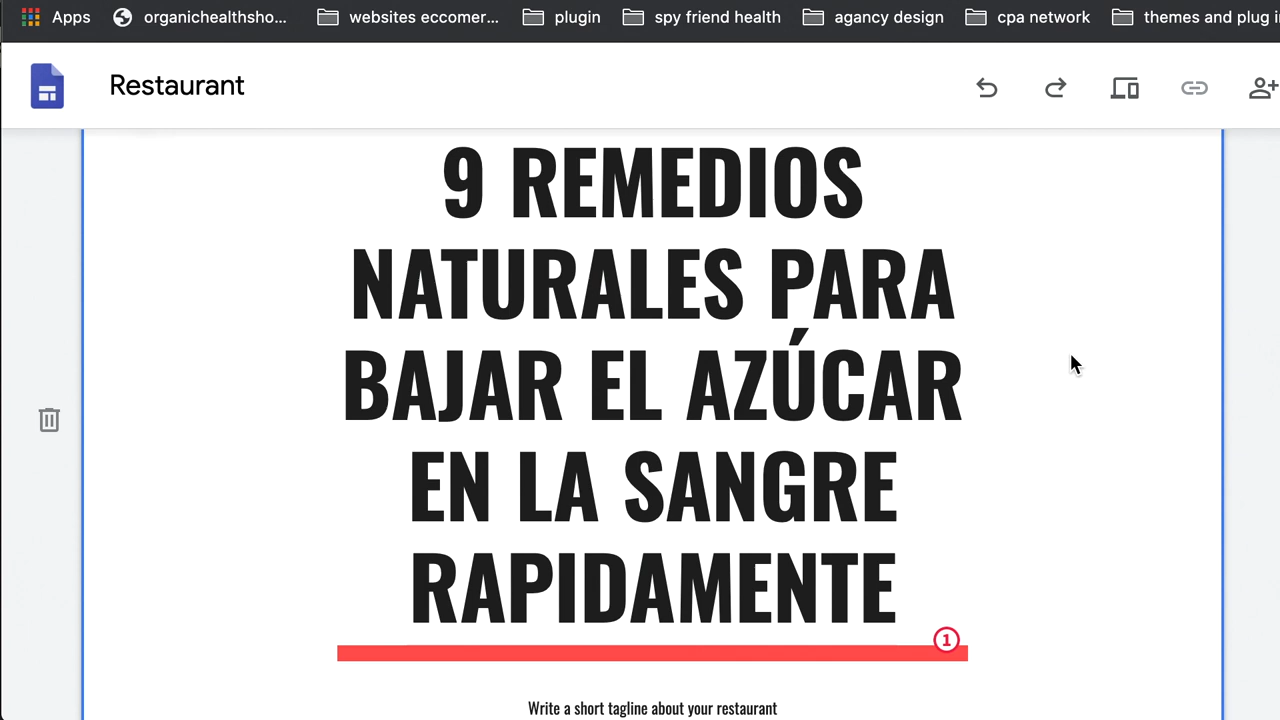 Apps organichealthsho... websites eccomer... plugin spy friend health agancy design cpa network themes and plug i
Restaurant
9 REMEDIOS
NATURALES PARA
BAJAR EL AZÚCAR
EN LA SANGRE
RAPIDAMENTE
1
Write a short tagline about your restaurant